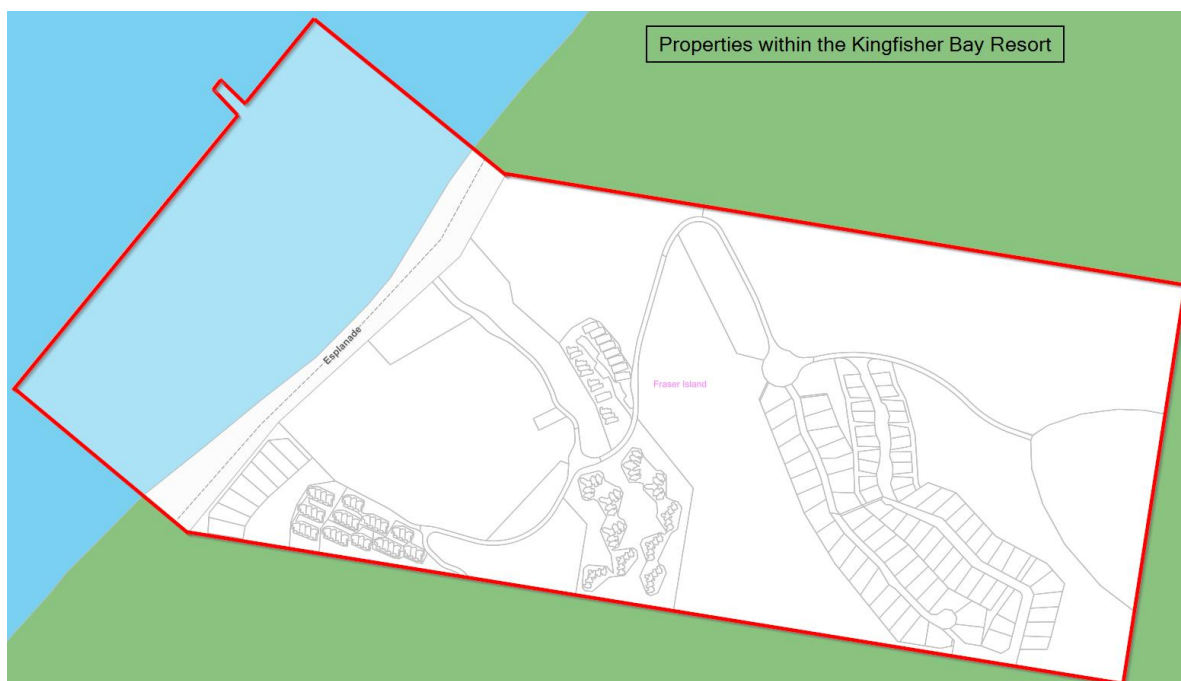 Properties within the Kingfisher Bay Resort
Esplanade
Fraser Island